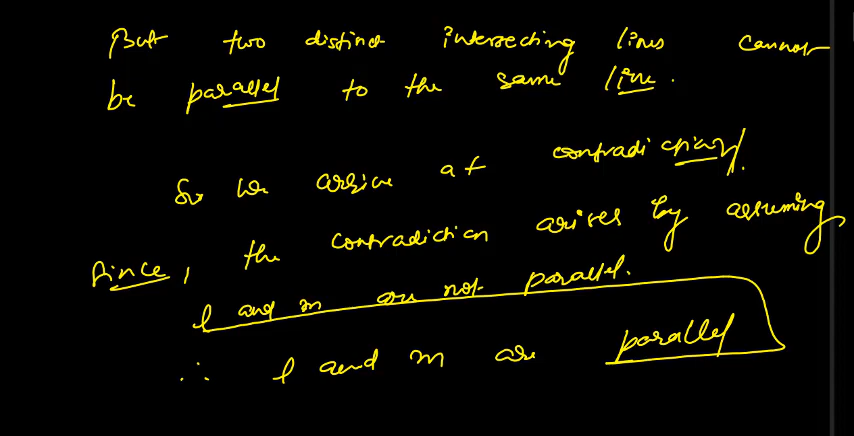 But two distinct intersecting lines cannot
be parallel to the same line.
So we arrive at contradiction.
Since, the contradiction arises by assuming
l and m are not parallel.
∴ l and m are parallel